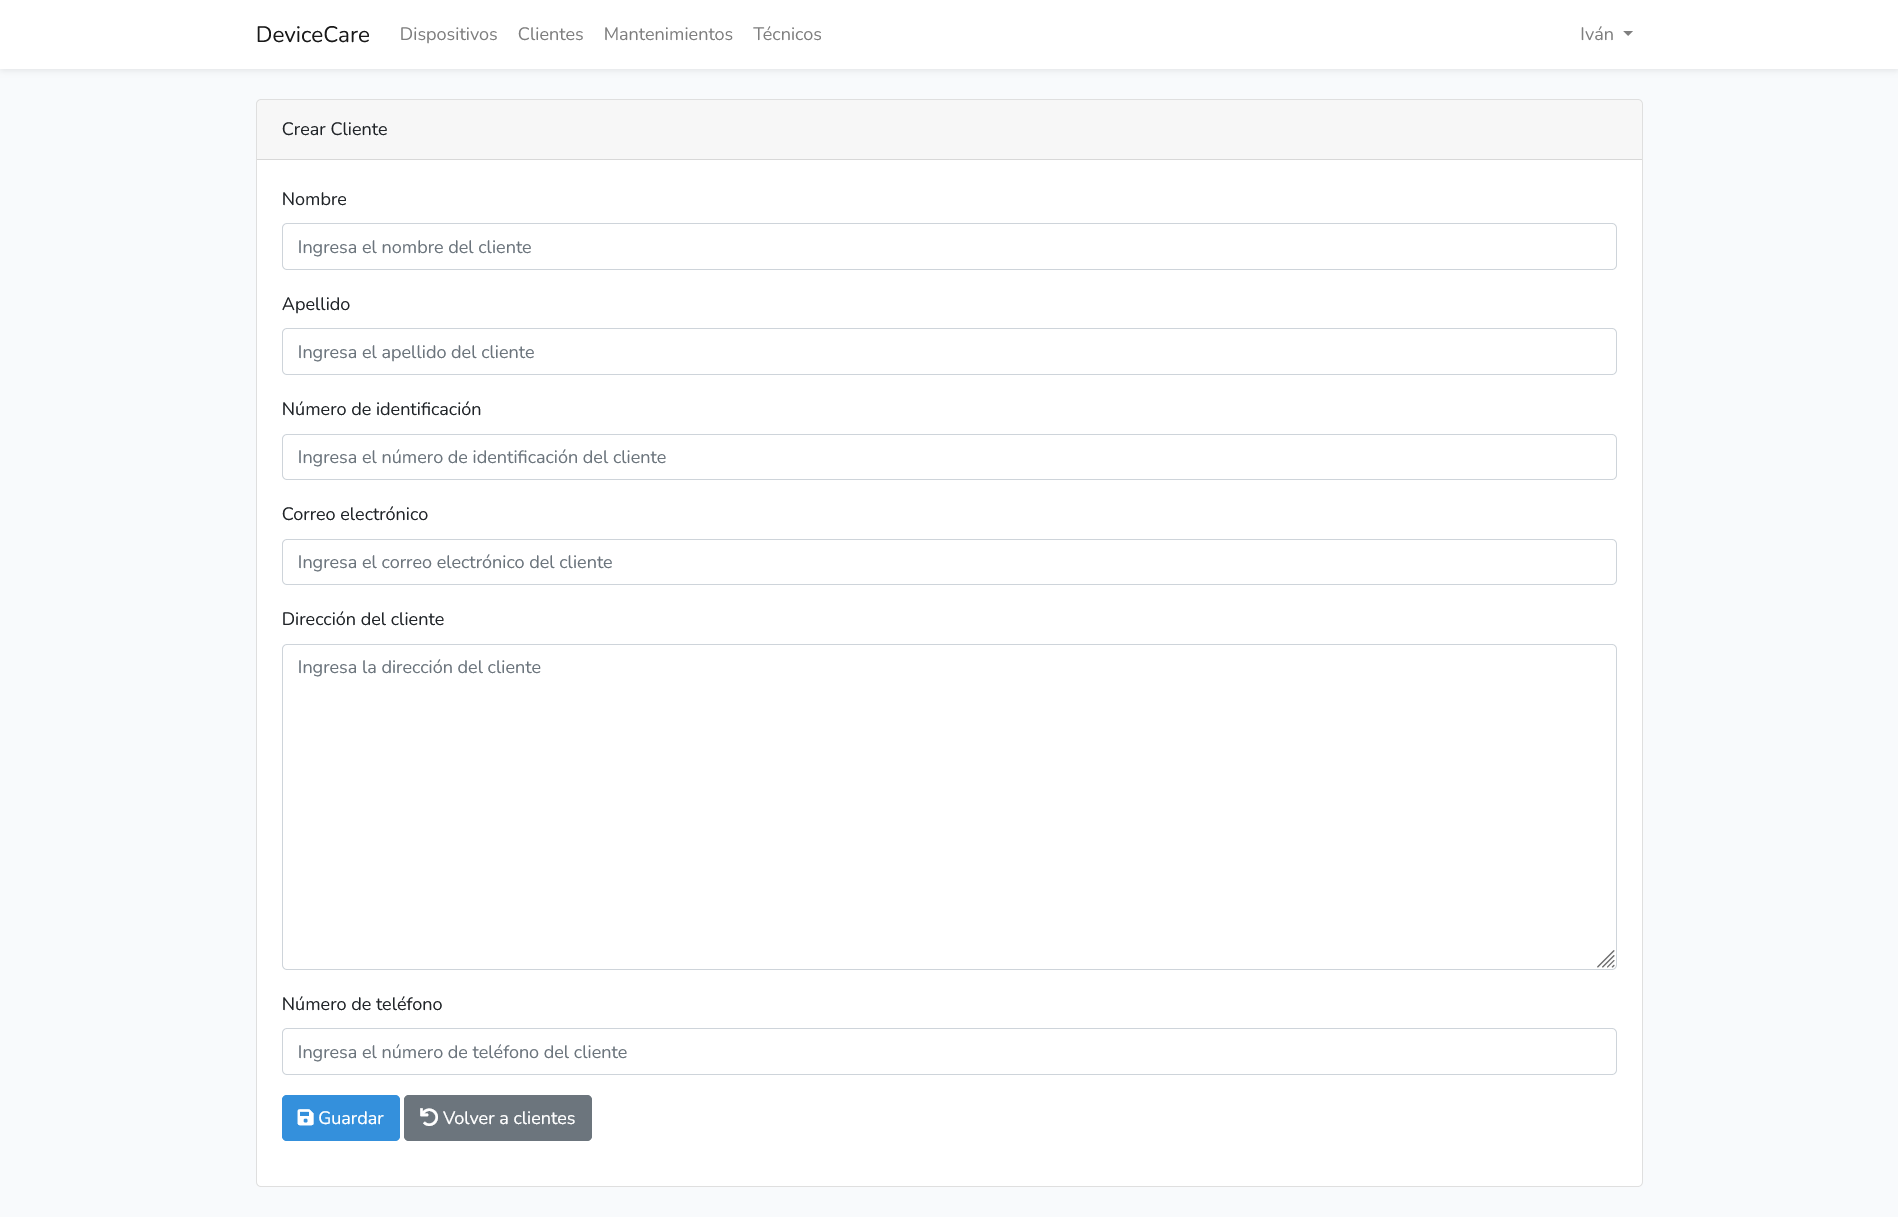 DeviceCare Dispositivos Clientes Mantenimientos Técnicos Iván
Crear Cliente
Nombre
Ingresa el nombre del cliente
Apellido
Ingresa el apellido del cliente
Número de identificación
Ingresa el número de identificación del cliente
Correo electrónico
Ingresa el correo electrónico del cliente
Dirección del cliente
Ingresa la dirección del cliente
Número de teléfono
Ingresa el número de teléfono del cliente
Guardar Volver a clientes